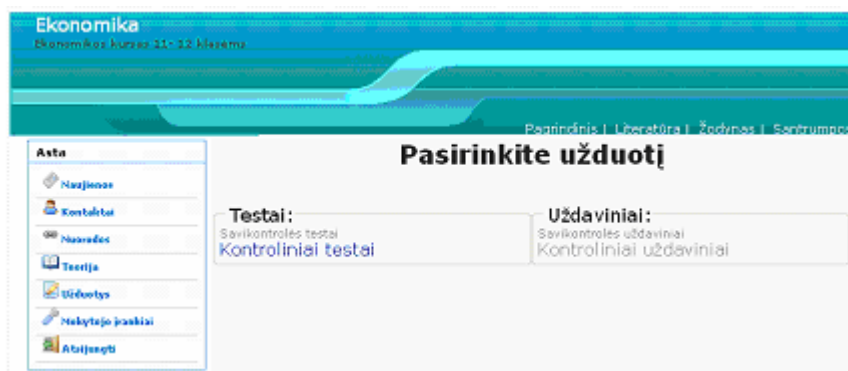 Ekonomika
Ekonomikos kursas 11-12 klasėms
Pagrindinis | Literatūra | Žodynas | Santrumpos
Asta
Naujienos
Kontaktai
Nuorodos
Teorija
Užduotys
Mokytojo įrankiai
Atsijungti
Pasirinkite užduotį
Testai:
Savikontrolės testai
Kontroliniai testai
Uždaviniai:
Savikontrolės uždaviniai
Kontroliniai uždaviniai